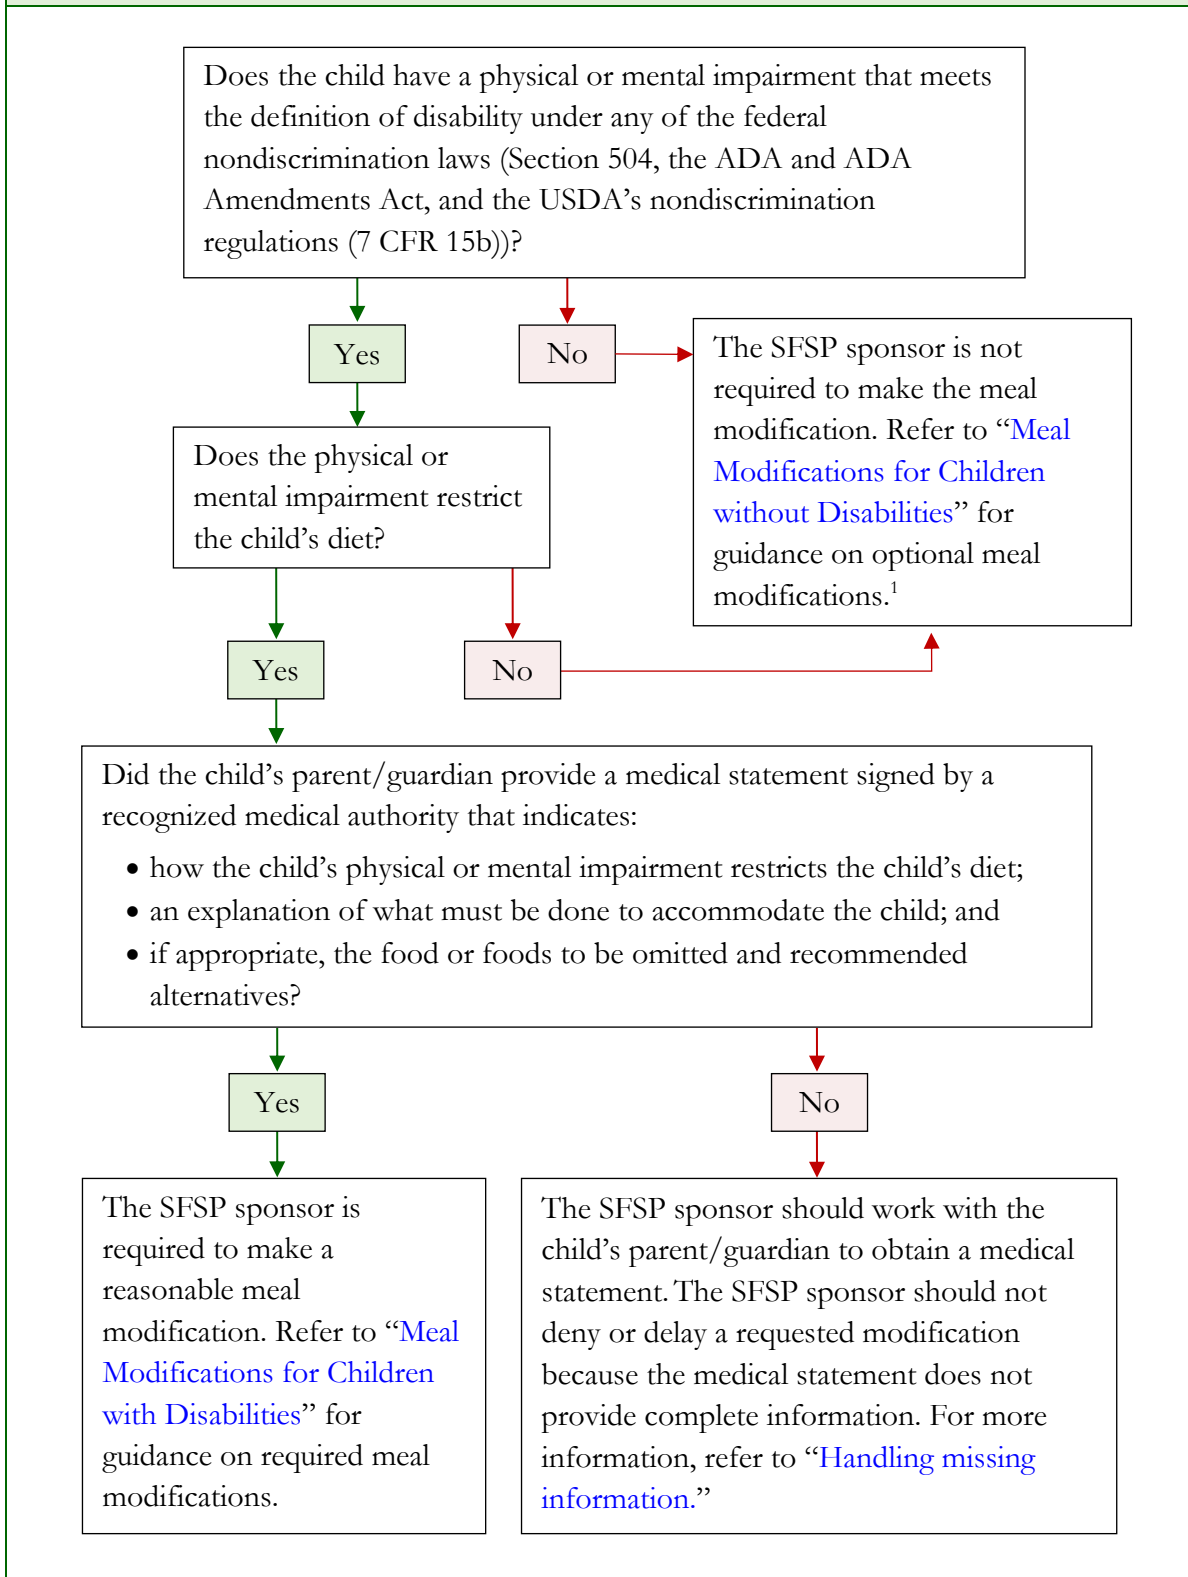 Does the child have a physical or mental impairment that meets
the definition of disability under any of the federal
nondiscrimination laws (Section 504, the ADA and ADA
Amendments Act, and the USDA’s nondiscrimination
regulations (7 CFR 15b))?
Yes
No
The SFSP sponsor is not
required to make the meal
modification. Refer to “Meal
Modifications for Children
without Disabilities” for
guidance on optional meal
modifications.¹
Does the physical or
mental impairment restrict
the child’s diet?
Yes
No
Did the child’s parent/guardian provide a medical statement signed by a
recognized medical authority that indicates:
• how the child’s physical or mental impairment restricts the child’s diet;
• an explanation of what must be done to accommodate the child; and
• if appropriate, the food or foods to be omitted and recommended
alternatives?
Yes
No
The SFSP sponsor is
required to make a
reasonable meal
modification. Refer to “Meal
Modifications for Children
with Disabilities” for
guidance on required meal
modifications.
The SFSP sponsor should work with the
child’s parent/guardian to obtain a medical
statement. The SFSP sponsor should not
deny or delay a requested modification
because the medical statement does not
provide complete information. For more
information, refer to “Handling missing
information.”